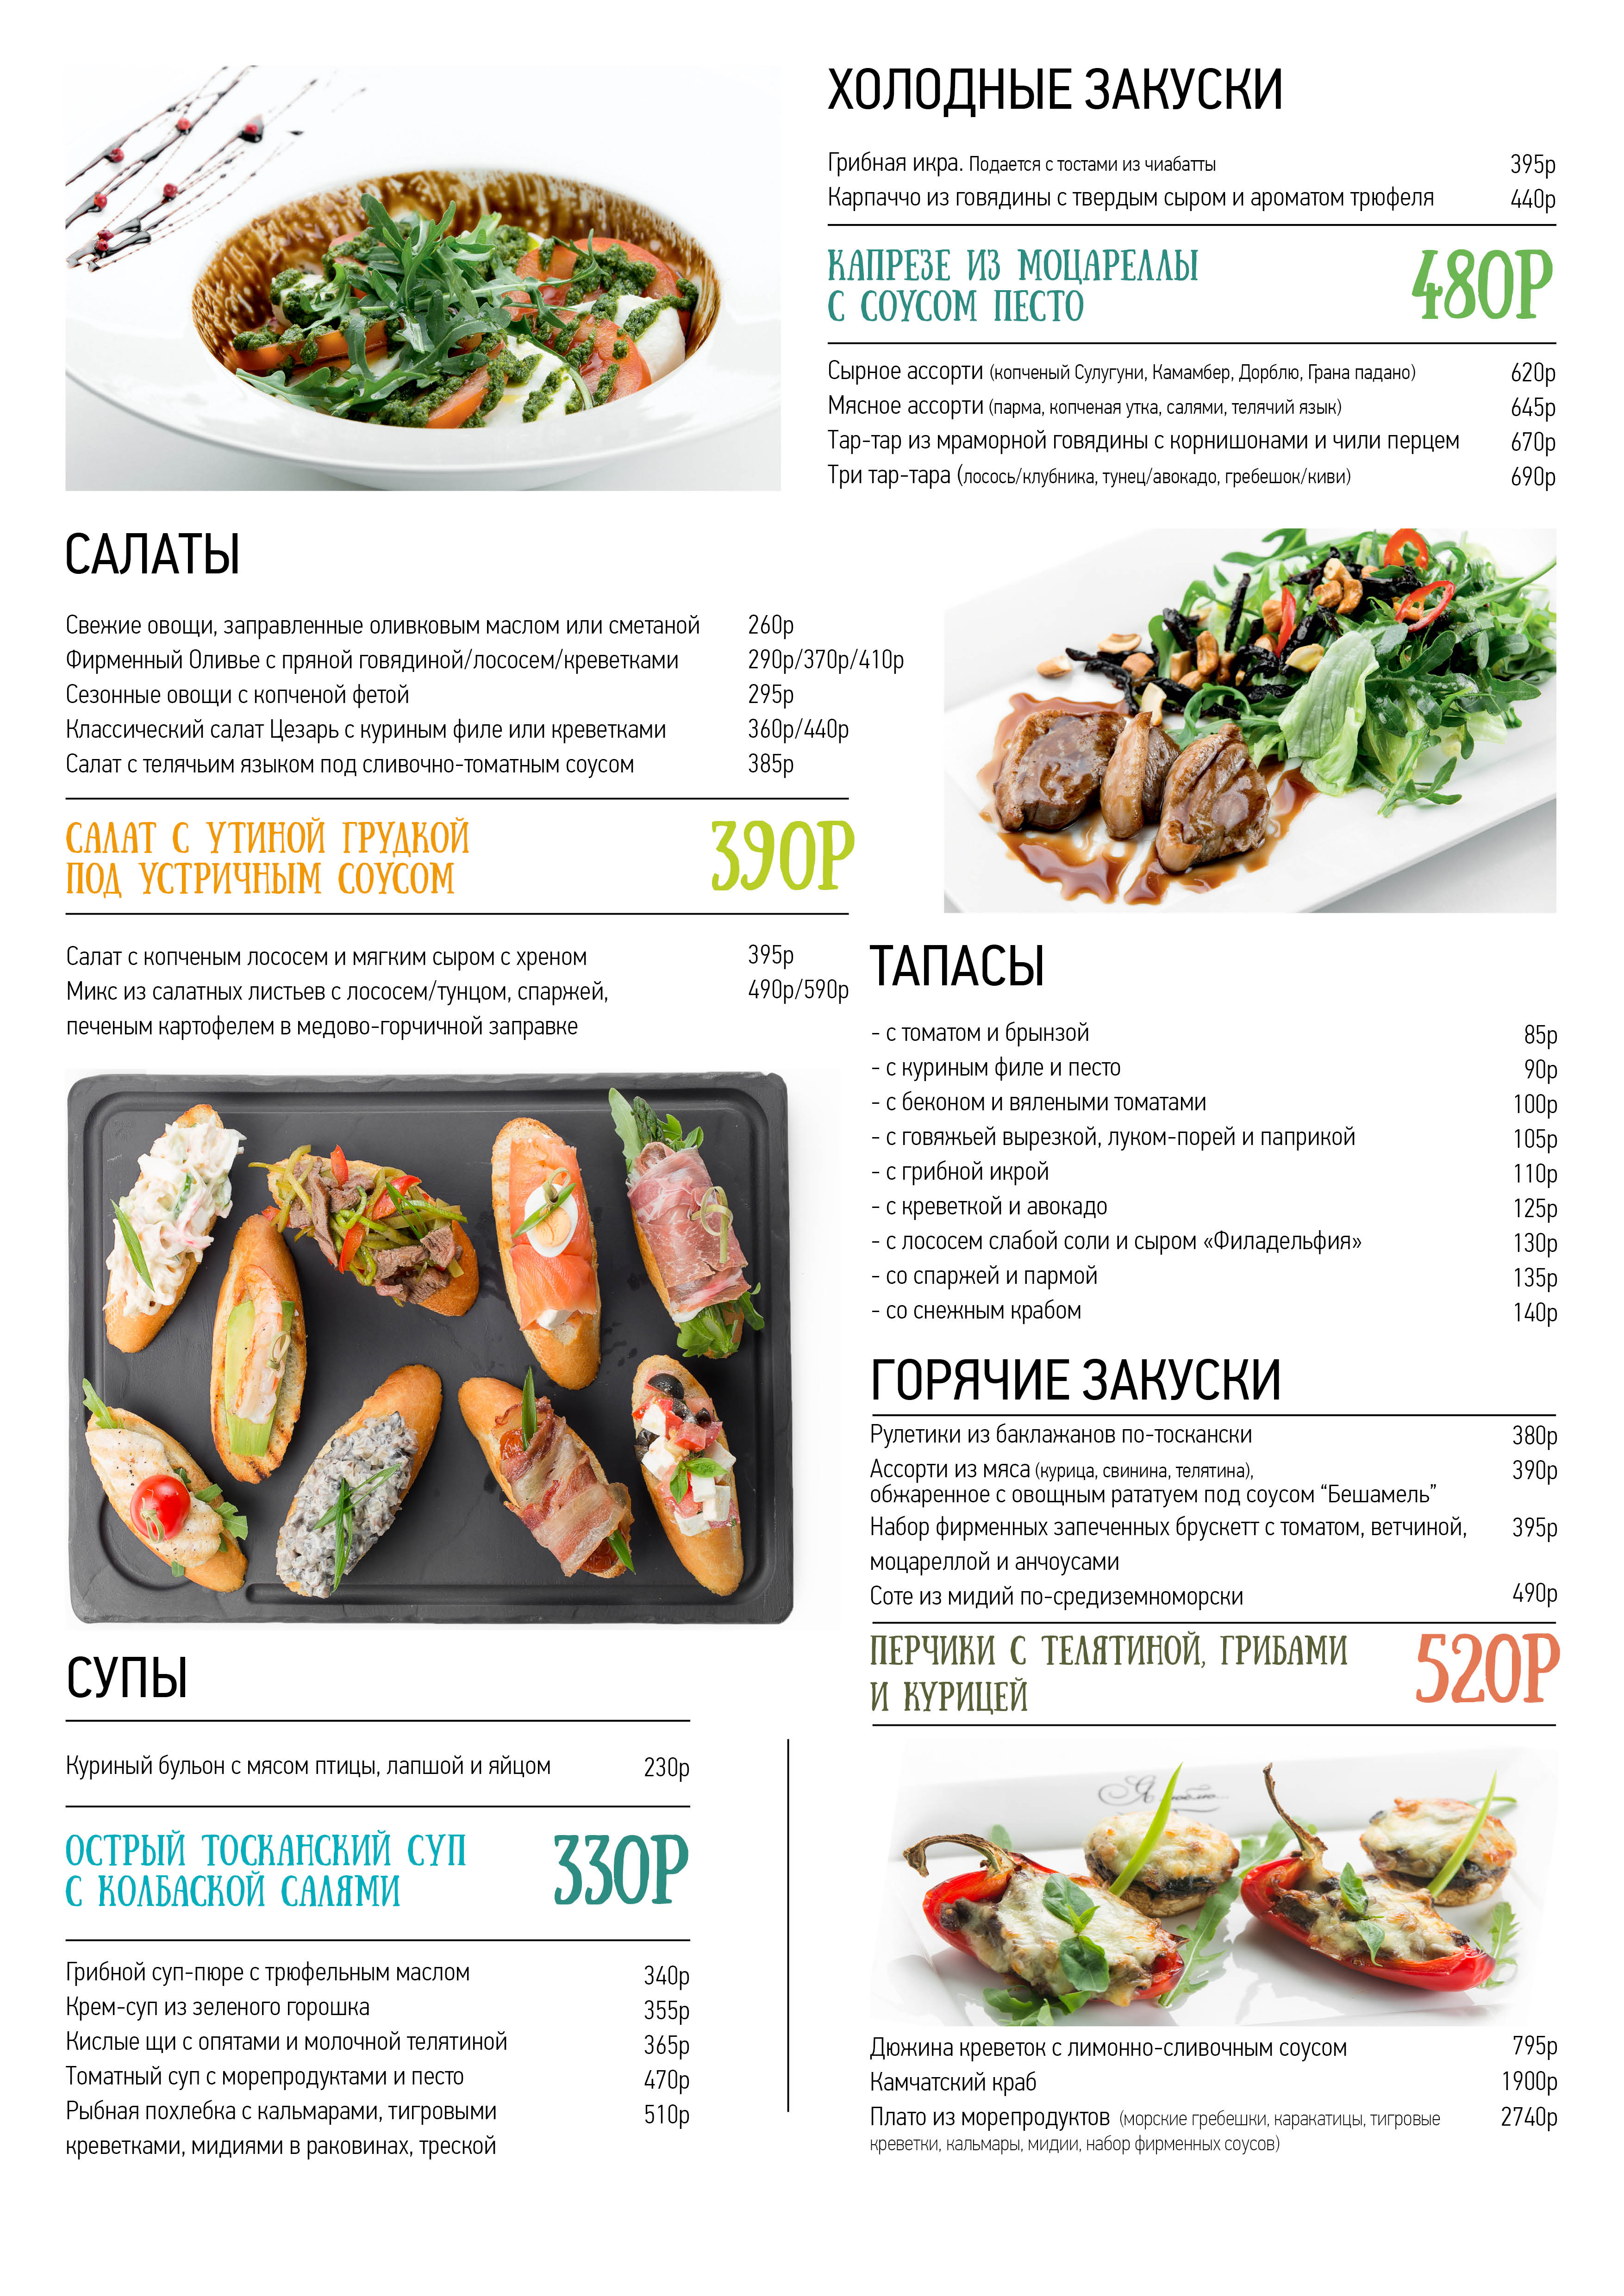 ХОЛОДНЫЕ ЗАКУСКИ
Грибная икра. Подается с тостами из чиабатты 395р
Карпаччо из говядины с твердым сыром и ароматом трюфеля 440р
КАПРЕЗЕ ИЗ МОЦАРЕЛЛЫ
С СОУСОМ ПЕСТО
480Р
Сырное ассорти (копченый Сулугуни, Камамбер, Дорблю, Грана падано) 620р
Мясное ассорти (парма, копченая утка, салями, телячий язык) 645р
Тар-тар из мраморной говядины с корнишонами и чили перцем 670р
Три тар-тара (лосось/клубника, тунец/авокадо, гребешок/киви) 690р
САЛАТЫ
Свежие овощи, заправленные оливковым маслом или сметаной 260р
Фирменный Оливье с пряной говядиной/лососем/креветками 290р/370р/410р
Сезонные овощи с копченой фетой 295р
Классический салат Цезарь с куриным филе или креветками 360р/440р
Салат с телячьим языком под сливочно-томатным соусом 385р
САЛАТ С УТИНОЙ ГРУДКОЙ
ПОД УСТРИЧНЫМ СОУСОМ
390Р
Салат с копченым лососем и мягким сыром с хреном 395р
Микс из салатных листьев с лососем/тунцом, спаржей, 490р/590р
печеным картофелем в медово-горчичной заправке
ТАПАСЫ
- с томатом и брынзой 85р
- с куриным филе и песто 90р
- с беконом и вялеными томатами 100р
- с говяжьей вырезкой, луком-порей и паприкой 105р
- с грибной икрой 110р
- с креветкой и авокадо 125р
- с лососем слабой соли и сыром «Филадельфия» 130р
- со спаржей и пармой 135р
- со снежным крабом 140р
ГОРЯЧИЕ ЗАКУСКИ
Рулетики из баклажанов по-тоскански 380р
Ассорти из мяса (курица, свинина, телятина), 390р
обжаренное с овощным рататуем под соусом “Бешамель”
Набор фирменных запеченных брускетт с томатом, ветчиной, 395р
моцареллой и анчоусами
Соте из мидий по-средиземноморски 490р
ПЕРЧИКИ С ТЕЛЯТИНОЙ, ГРИБАМИ
И КУРИЦЕЙ
520Р
Я люблю...
Дюжина креветок с лимонно-сливочным соусом 795р
Камчатский краб 1900р
Плато из морепродуктов (морские гребешки, каракатицы, тигровые 2740р
креветки, кальмары, мидии, набор фирменных соусов)
СУПЫ
Куриный бульон с мясом птицы, лапшой и яйцом 230р
ОСТРЫЙ ТОСКАНСКИЙ СУП
С КОЛБАСКОЙ САЛЯМИ
330Р
Грибной суп-пюре с трюфельным маслом 340р
Крем-суп из зеленого горошка 355р
Кислые щи с опятами и молочной телятиной 365р
Томатный суп с морепродуктами и песто 470р
Рыбная похлебка с кальмарами, тигровыми 510р
креветками, мидиями в раковинах, треской